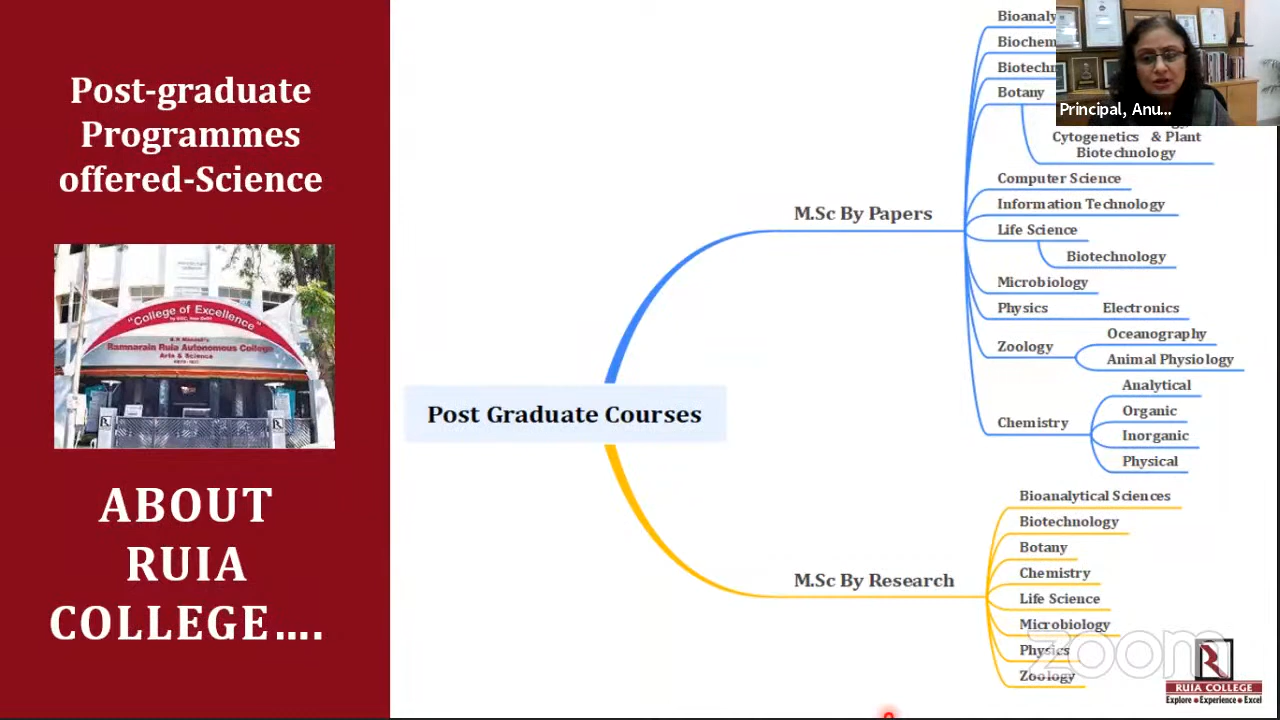 Post-graduate
Programmes
offered-Science
"College of Excellence"
Ramnarain Ruia Autonomous College
Arts & Science
ABOUT
RUIA
COLLEGE....
Post Graduate Courses
M.Sc By Papers
Botany
Cytogenetics & Plant
Biotechnology
Computer Science
Information Technology
Life Science
Biotechnology
Microbiology
Physics
Electronics
Zoology
Oceanography
Animal Physiology
Chemistry
Analytical
Organic
Inorganic
Physical
M.Sc By Research
Bioanalytical Sciences
Biotechnology
Botany
Chemistry
Life Science
Microbiology
Physics
Zoology
Principal, Anu...
zoom
R
RUIA COLLEGE
Explore • Experience • Excel